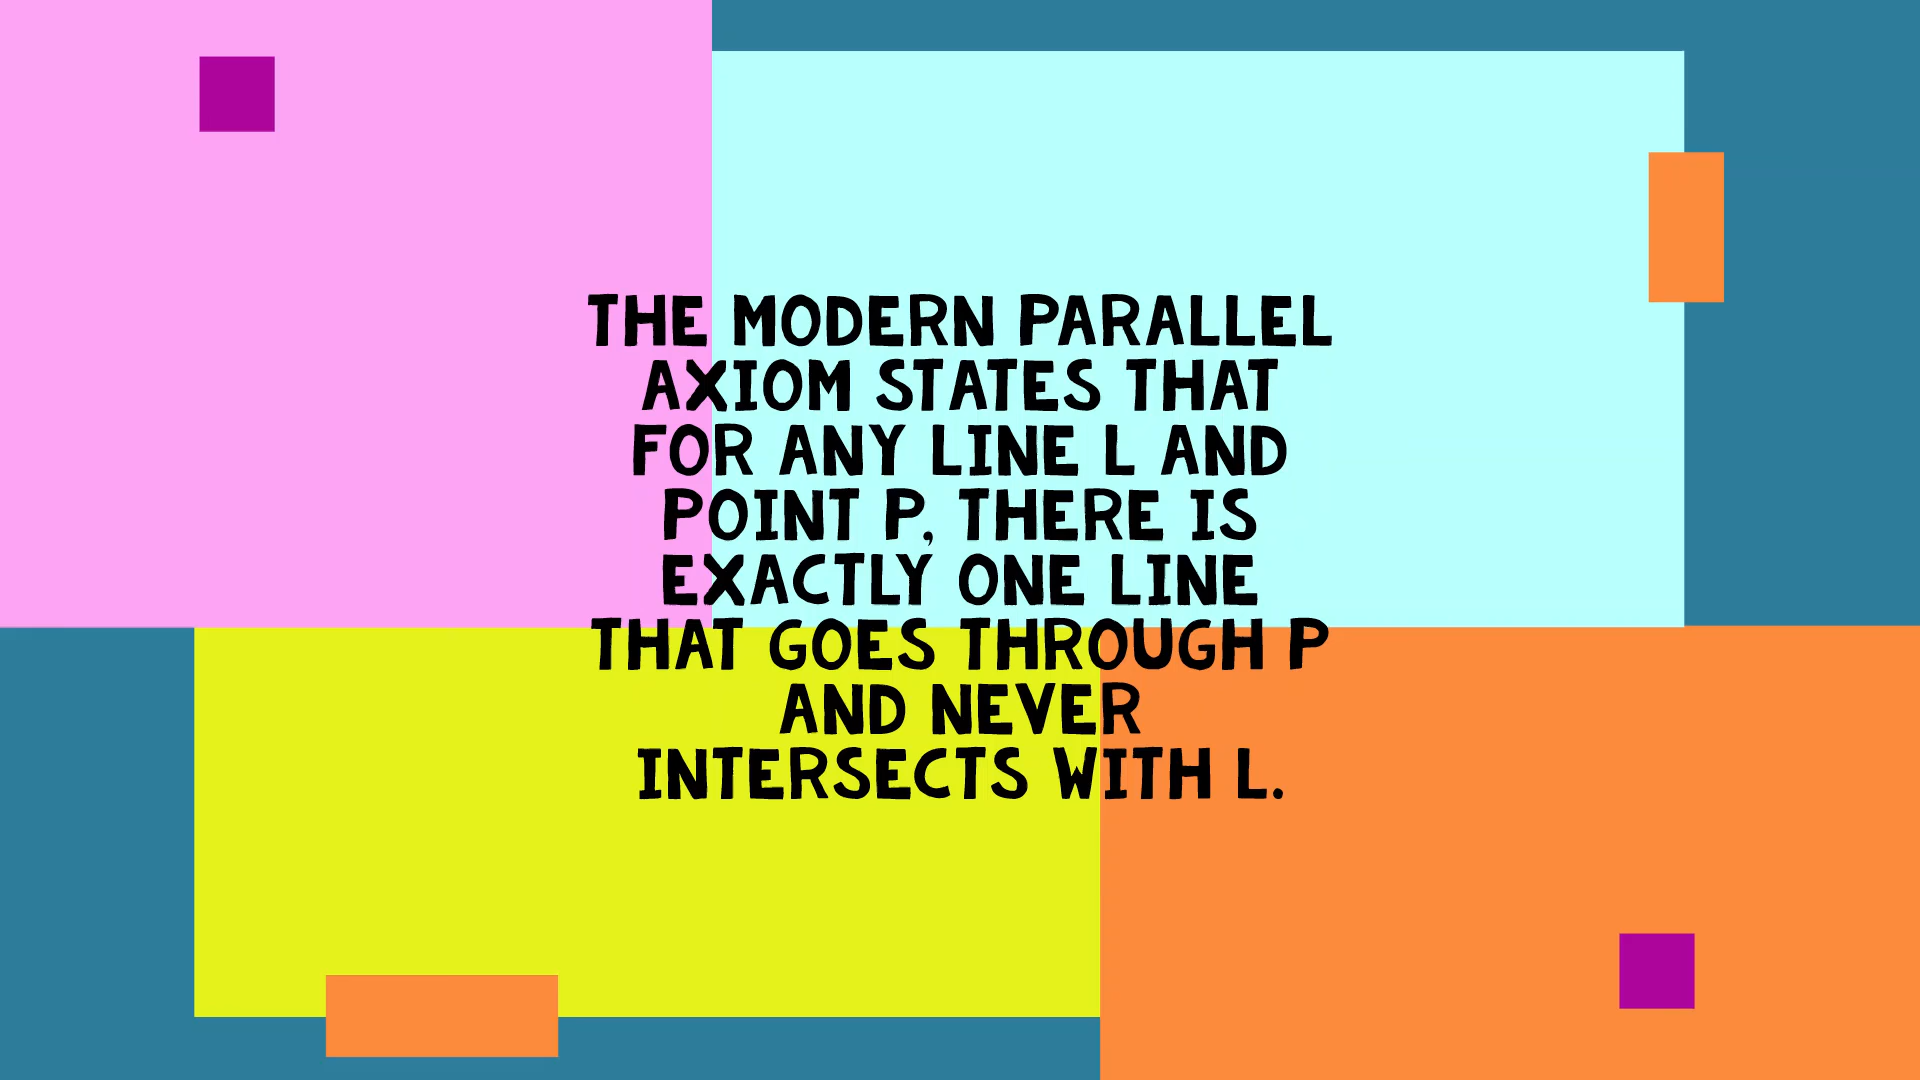 THE MODERN PARALLEL
AXIOM STATES THAT
FOR ANY LINE L AND
POINT P, THERE IS
EXACTLY ONE LINE
THAT GOES THROUGH P
AND NEVER
INTERSECTS WITH L.